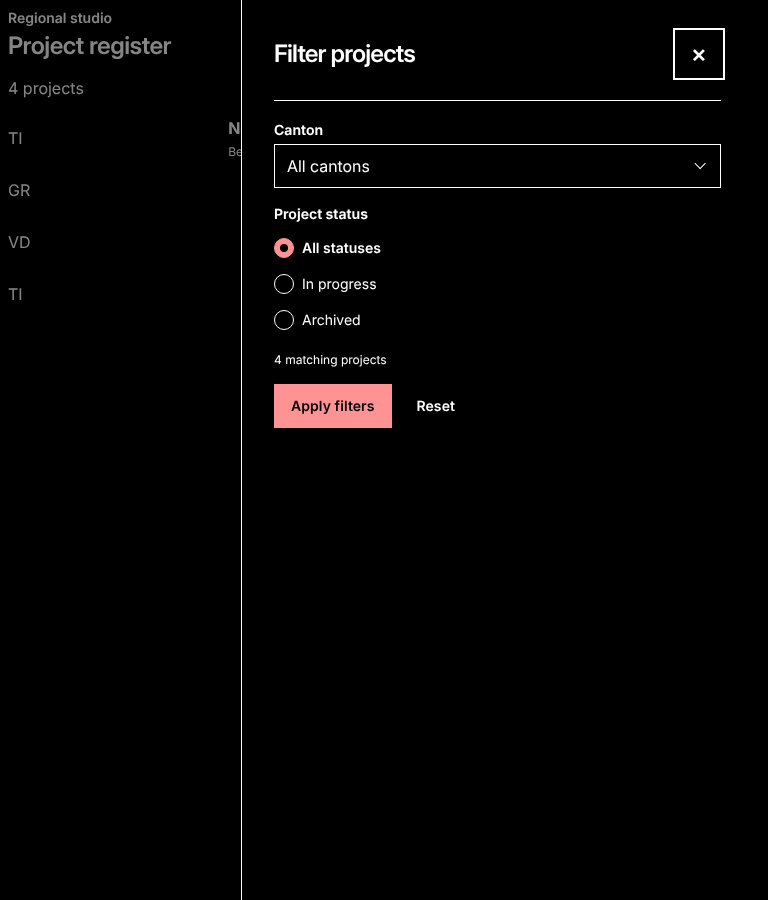 Regional studio
Project register
4 projects
TI
GR
VD
TI
Filter projects
×
Canton
All cantons
Project status
All statuses
In progress
Archived
4 matching projects
Apply filters
Reset